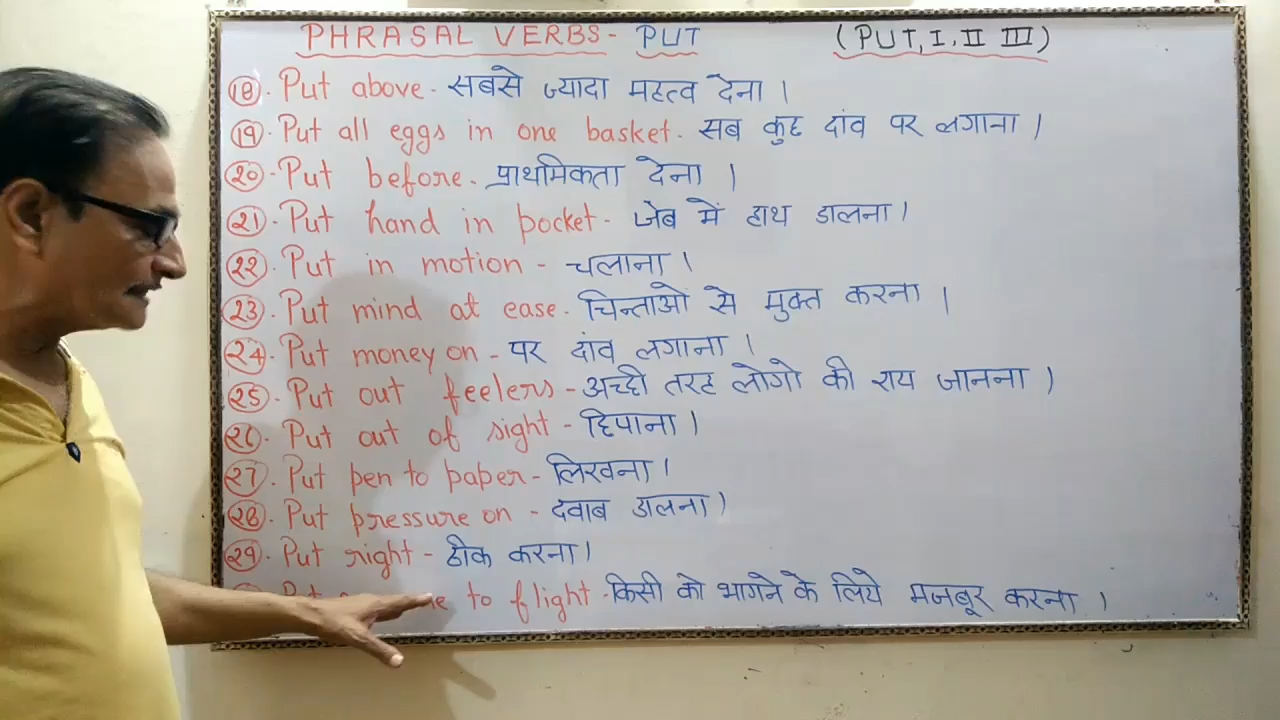 PHRASAL VERBS - PUT (PUT, I, II III)
18. Put above - सबसे ज्यादा महत्व देना ।
19. Put all eggs in one basket - सब कुछ दांव पर लगाना ।
20. Put before - प्राथमिकता देना ।
21. Put hand in pocket - जेब में हाथ डालना ।
22. Put in motion - चलाना ।
23. Put mind at ease - चिन्ताओ से मुक्त करना ।
24. Put money on - पर दांव लगाना ।
25. Put out feelers - अच्छी तरह लोगो की राय जानना ।
26. Put out of sight - छिपाना ।
27. Put pen to paper - लिखना ।
28. Put pressure on - दवाब डालना ।
29. Put right - ठीक करना ।
Put to flight - किसी को भागने के लिये मजबूर करना ।